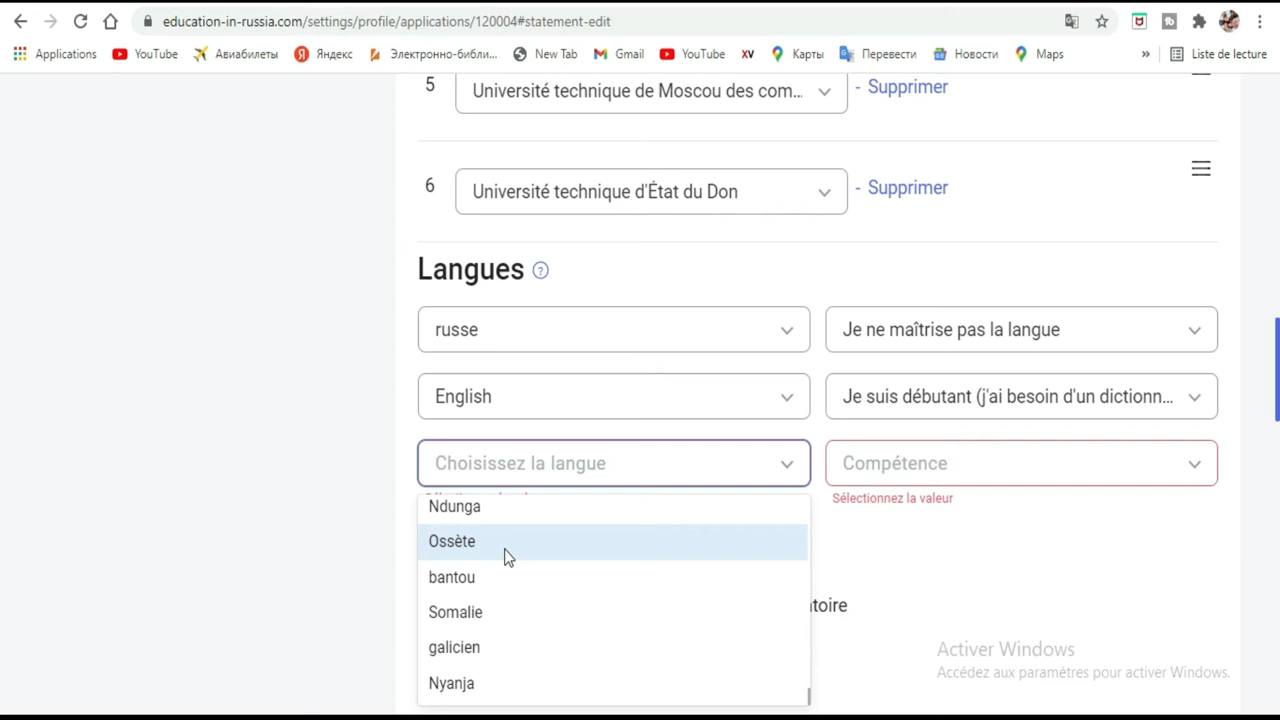 education-in-russia.com/settings/profile/applications/120004#statement-edit
Applications YouTube Авиабилеты Яндекс Электронно-библи... New Tab Gmail YouTube XV Карты Перевести Новости Maps » Liste de lecture
5 Université technique de Moscou des com... - Supprimer
6 Université technique d'État du Don - Supprimer
Langues ?
russe Je ne maîtrise pas la langue
English Je suis débutant (j'ai besoin d'un dictionn...
Choisissez la langue Compétence
Sélectionnez la valeur
Ndunga
Ossète
bantou
Somalie
galicien
Nyanja
toire
Activer Windows
Accédez aux paramètres pour activer Windows.